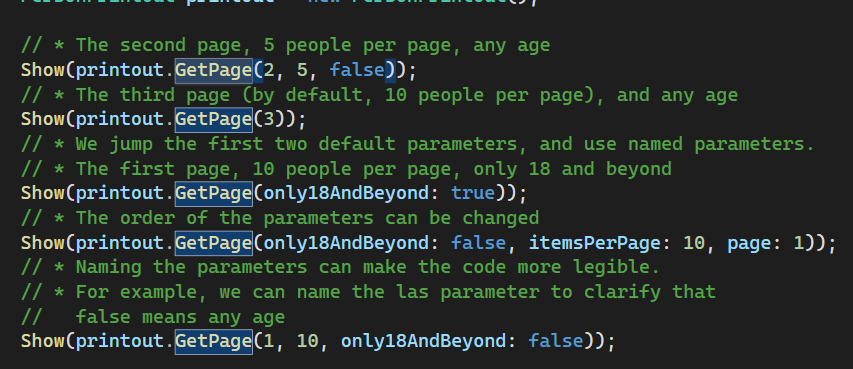 // * The second page, 5 people per page, any age
Show(printout.GetPage(2, 5, false));
// * The third page (by default, 10 people per page), and any age
Show(printout.GetPage(3));
// * We jump the first two default parameters, and use named parameters.
// * The first page, 10 people per page, only 18 and beyond
Show(printout.GetPage(only18AndBeyond: true));
// * The order of the parameters can be changed
Show(printout.GetPage(only18AndBeyond: false, itemsPerPage: 10, page: 1));
// * Naming the parameters can make the code more legible.
// * For example, we can name the las parameter to clarify that
//   false means any age
Show(printout.GetPage(1, 10, only18AndBeyond: false));